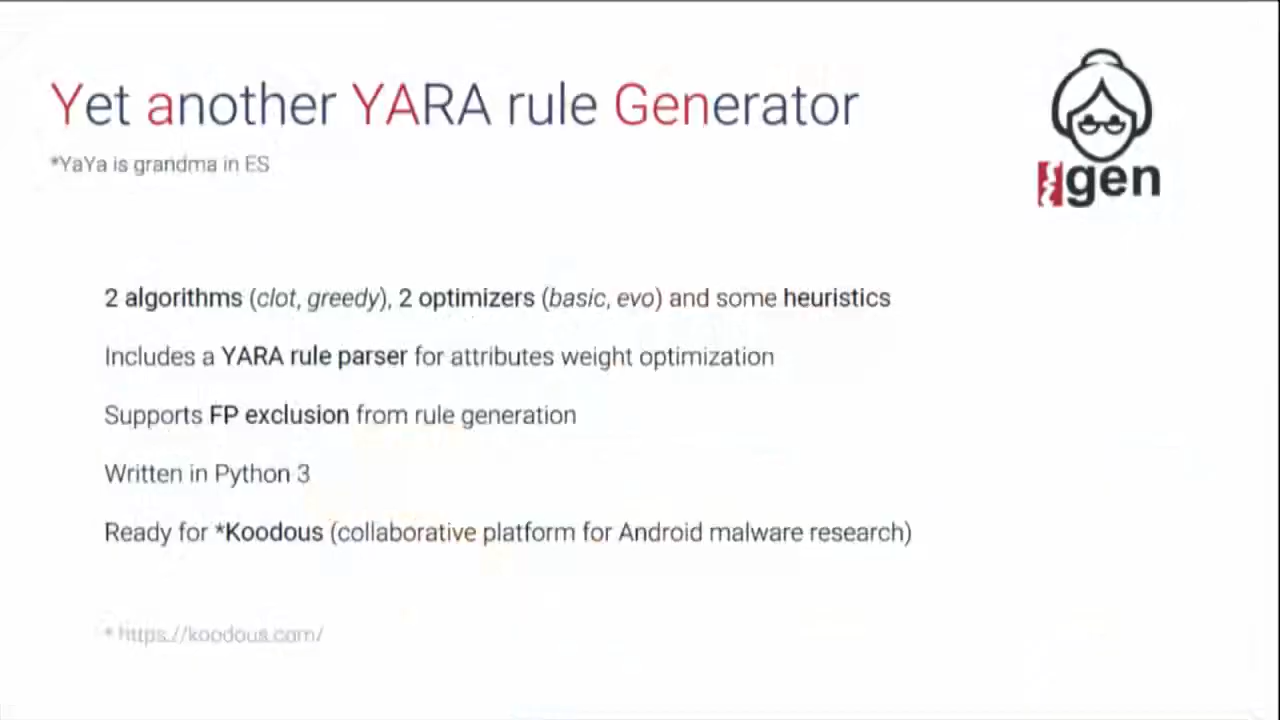 Yet another YARA rule Generator
*YaYa is grandma in ES
gen
2 algorithms (clot, greedy), 2 optimizers (basic, evo) and some heuristics
Includes a YARA rule parser for attributes weight optimization
Supports FP exclusion from rule generation
Written in Python 3
Ready for *Koodous (collaborative platform for Android malware research)
* https://koodous.com/